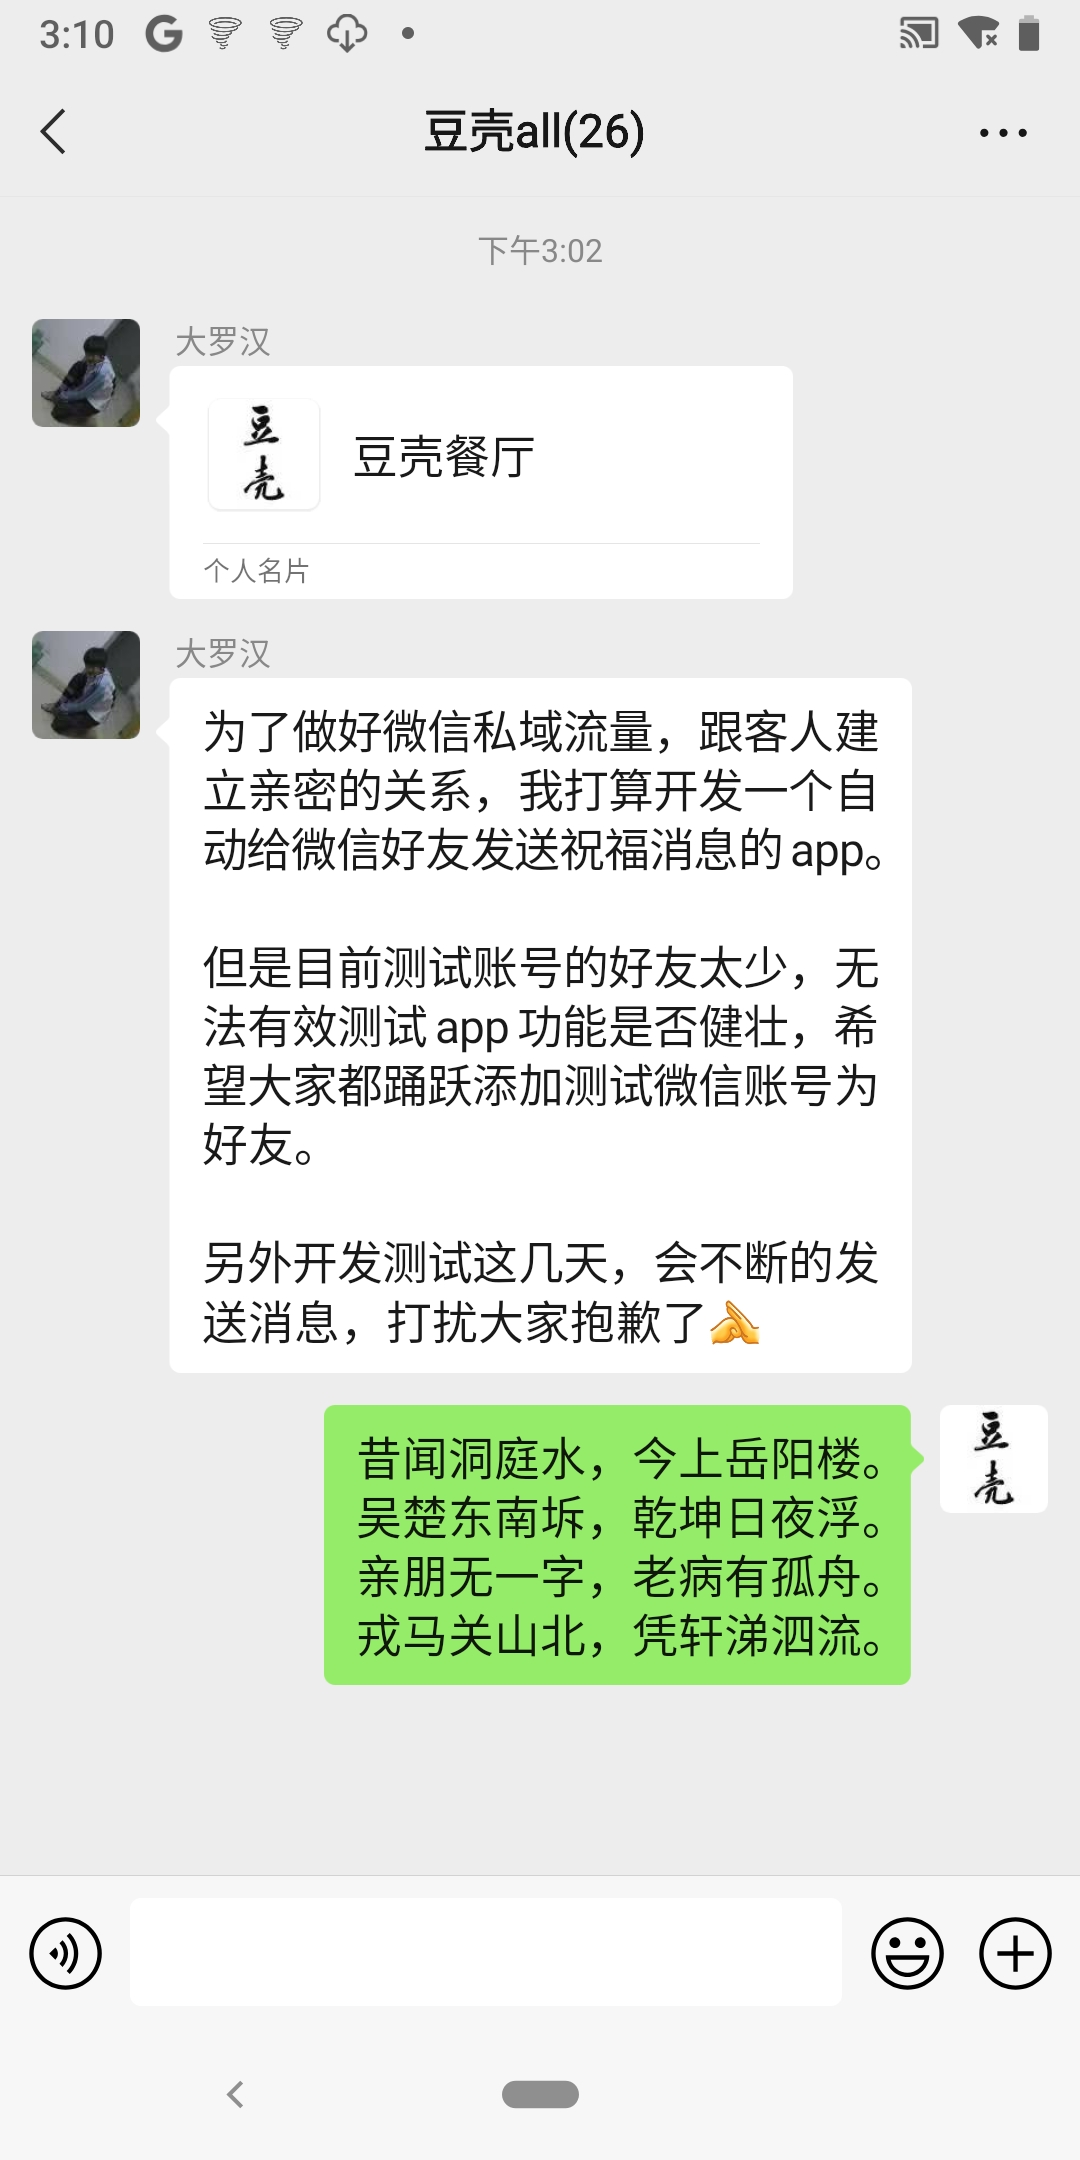 3:10
豆壳all(26)
下午3:02
大罗汉
豆
壳
豆壳餐厅
个人名片
大罗汉
为了做好微信私域流量，跟客人建
立亲密的关系，我打算开发一个自
动给微信好友发送祝福消息的app。
但是目前测试账号的好友太少，无
法有效测试app功能是否健壮，希
望大家都踊跃添加测试微信账号为
好友。
另外开发测试这几天，会不断的发
送消息，打扰大家抱歉了
昔闻洞庭水，今上岳阳楼。
吴楚东南坼，乾坤日夜浮。
亲朋无一字，老病有孤舟。
戎马关山北，凭轩涕泗流。
豆
壳